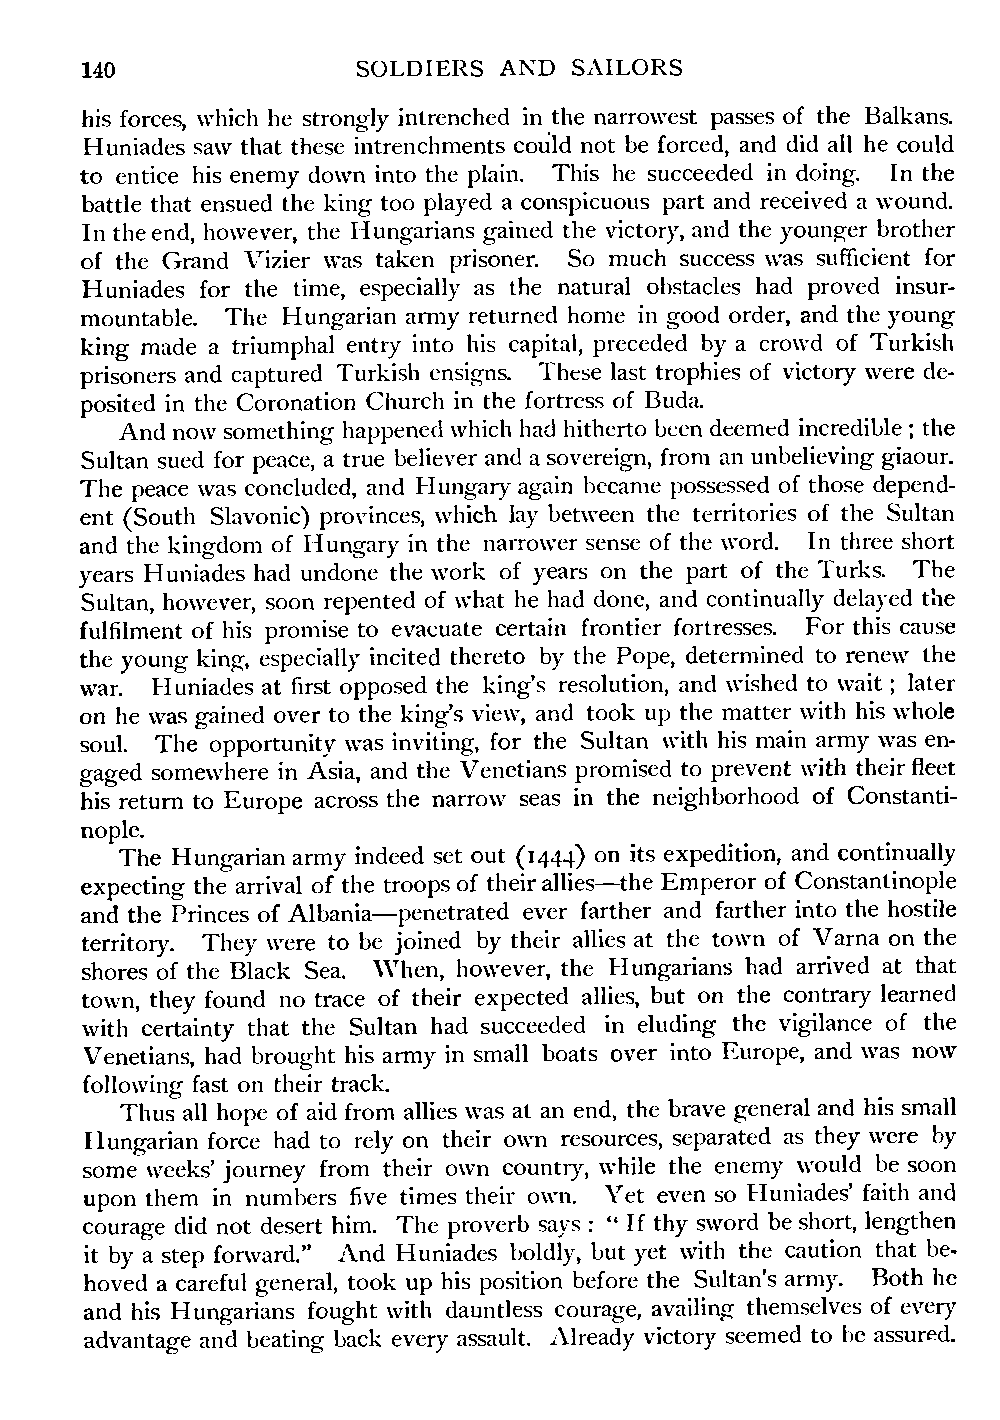 140 SOLDIERS AND SAILORS
his forces, which he strongly intrenched in the narrowest passes of the Balkans.
Huniades saw that these intrenchments could not be forced, and did all he could
to entice his enemy down into the plain. This he succeeded in doing. In the
battle that ensued the king too played a conspicuous part and received a wound.
In the end, however, the Hungarians gained the victory, and the younger brother
of the Grand Vizier was taken prisoner. So much success was sufficient for
Huniades for the time, especially as the natural obstacles had proved insur-
mountable. The Hungarian army returned home in good order, and the young
king made a triumphal entry into his capital, preceded by a crowd of Turkish
prisoners and captured Turkish ensigns. These last trophies of victory were de-
posited in the Coronation Church in the fortress of Buda.
And now something happened which had hitherto been deemed incredible; the
Sultan sued for peace, a true believer and a sovereign, from an unbelieving giaour.
The peace was concluded, and Hungary again became possessed of those depend-
ent (South Slavonic) provinces, which lay between the territories of the Sultan
and the kingdom of Hungary in the narrower sense of the word. In three short
years Huniades had undone the work of years on the part of the Turks. The
Sultan, however, soon repented of what he had done, and continually delayed the
fulfilment of his promise to evacuate certain frontier fortresses. For this cause
the young king, especially incited thereto by the Pope, determined to renew the
war. Huniades at first opposed the king's resolution, and wished to wait; later
on he was gained over to the king's view, and took up the matter with his whole
soul. The opportunity was inviting, for the Sultan with his main army was en-
gaged somewhere in Asia, and the Venetians promised to prevent with their fleet
his return to Europe across the narrow seas in the neighborhood of Constanti-
nople.
The Hungarian army indeed set out (1444) on its expedition, and continually
expecting the arrival of the troops of their allies—the Emperor of Constantinople
and the Princes of Albania—penetrated ever farther and farther into the hostile
territory. They were to be joined by their allies at the town of Varna on the
shores of the Black Sea. When, however, the Hungarians had arrived at that
town, they found no trace of their expected allies, but on the contrary learned
with certainty that the Sultan had succeeded in eluding the vigilance of the
Venetians, had brought his army in small boats over into Europe, and was now
following fast on their track.
Thus all hope of aid from allies was at an end, the brave general and his small
Hungarian force had to rely on their own resources, separated as they were by
some weeks' journey from their own country, while the enemy would be soon
upon them in numbers five times their own. Yet even so Huniades' faith and
courage did not desert him. The proverb says: "If thy sword be short, lengthen
it by a step forward." And Huniades boldly, but yet with the caution that be-
hoved a careful general, took up his position before the Sultan's army. Both he
and his Hungarians fought with dauntless courage, availing themselves of every
advantage and beating back every assault. Already victory seemed to be assured.